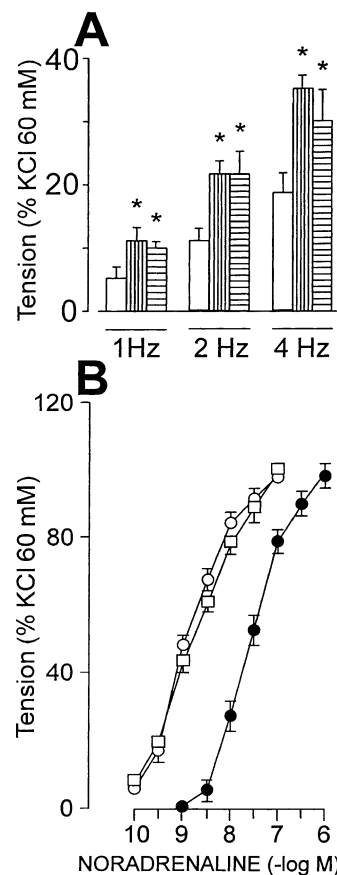 A
Tension (% KCl 60 mM)
40
20
0
* *
* *
* *
1Hz 2 Hz 4 Hz
B
Tension (% KCl 60 mM)
120
80
40
0
10 9 8 7 6
NORADRENALINE (-log M)